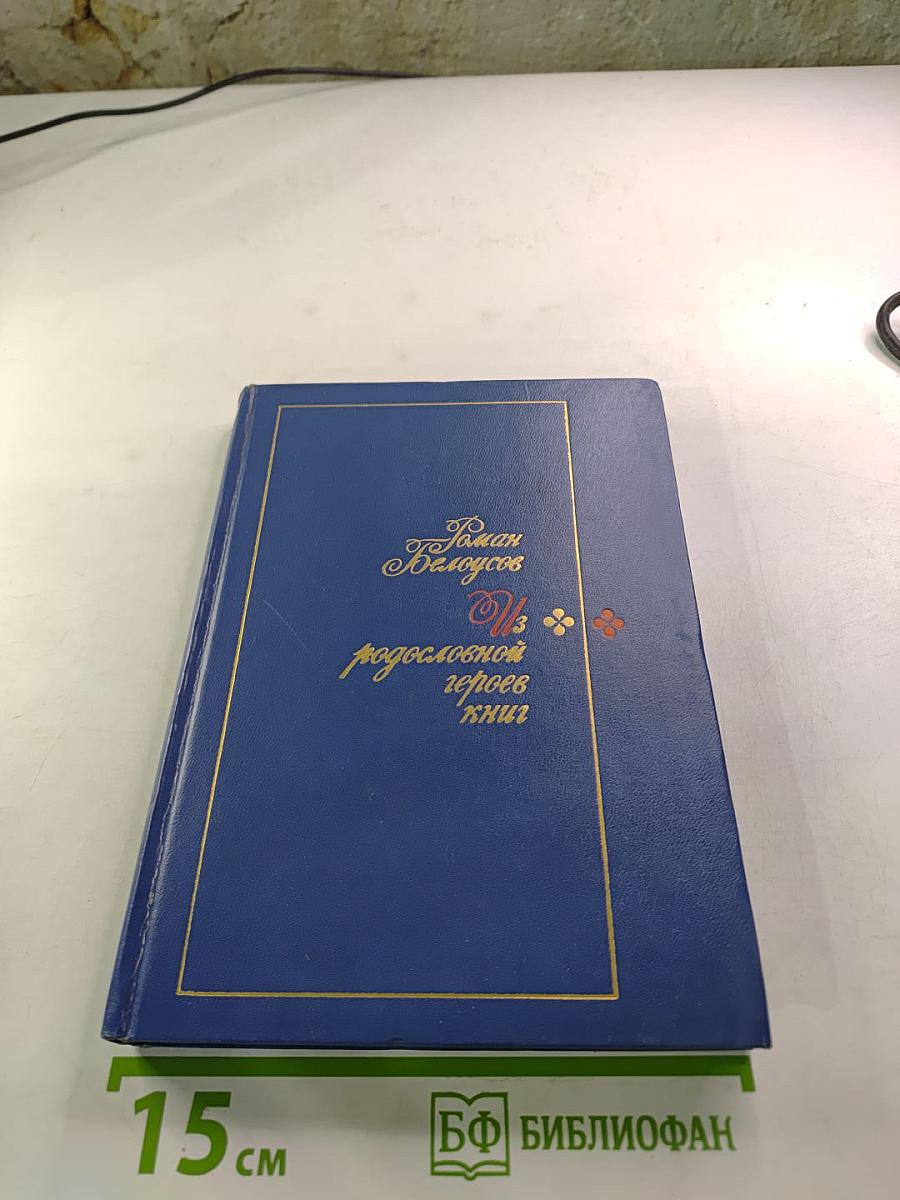 Роман
Белоусов
Из
родословной
героев
книг
15 см
БФ БИБЛИОФАН